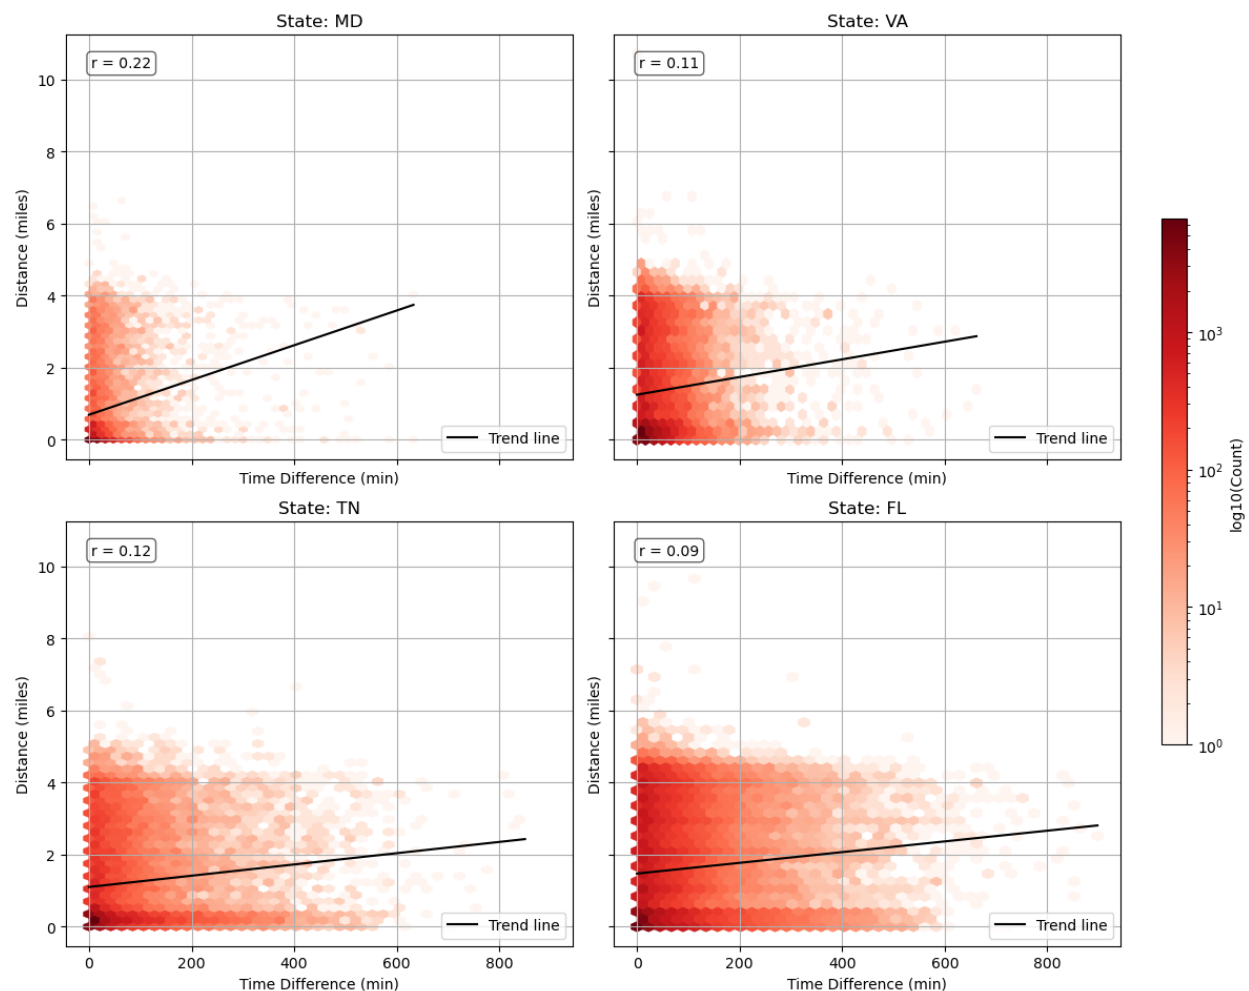 State: MD
r = 0.22
10
8
6
4
2
0
Distance (miles)
Trend line
Time Difference (min)
State: VA
r = 0.11
Distance (miles)
Trend line
Time Difference (min)
State: TN
r = 0.12
10
8
6
4
2
0
Distance (miles)
Trend line
0 200 400 600 800
Time Difference (min)
State: FL
r = 0.09
Distance (miles)
Trend line
0 200 400 600 800
Time Difference (min)
10³
10²
10¹
10⁰
log10(Count)